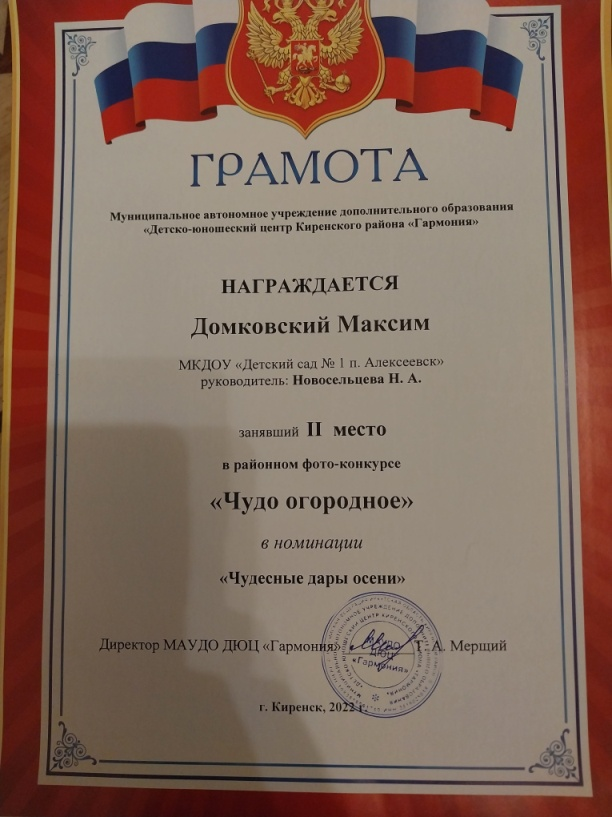 ГРАМОТА
Муниципальное автономное учреждение дополнительного образования
«Детско-юношеский центр Киренского района «Гармония»
НАГРАЖДАЕТСЯ
Домковский Максим
МКДОУ «Детский сад № 1 п. Алексеевск»
руководитель: Новосельцева Н. А.
занявший II место
в районном фото-конкурсе
«Чудо огородное»
в номинации
«Чудесные дары осени»
Директор МАУДО ДЮЦ «Гармония» Т. А. Мерщий
МАУДО
ДЮЦ
«Гармония»
г. Киренск, 2022 г.